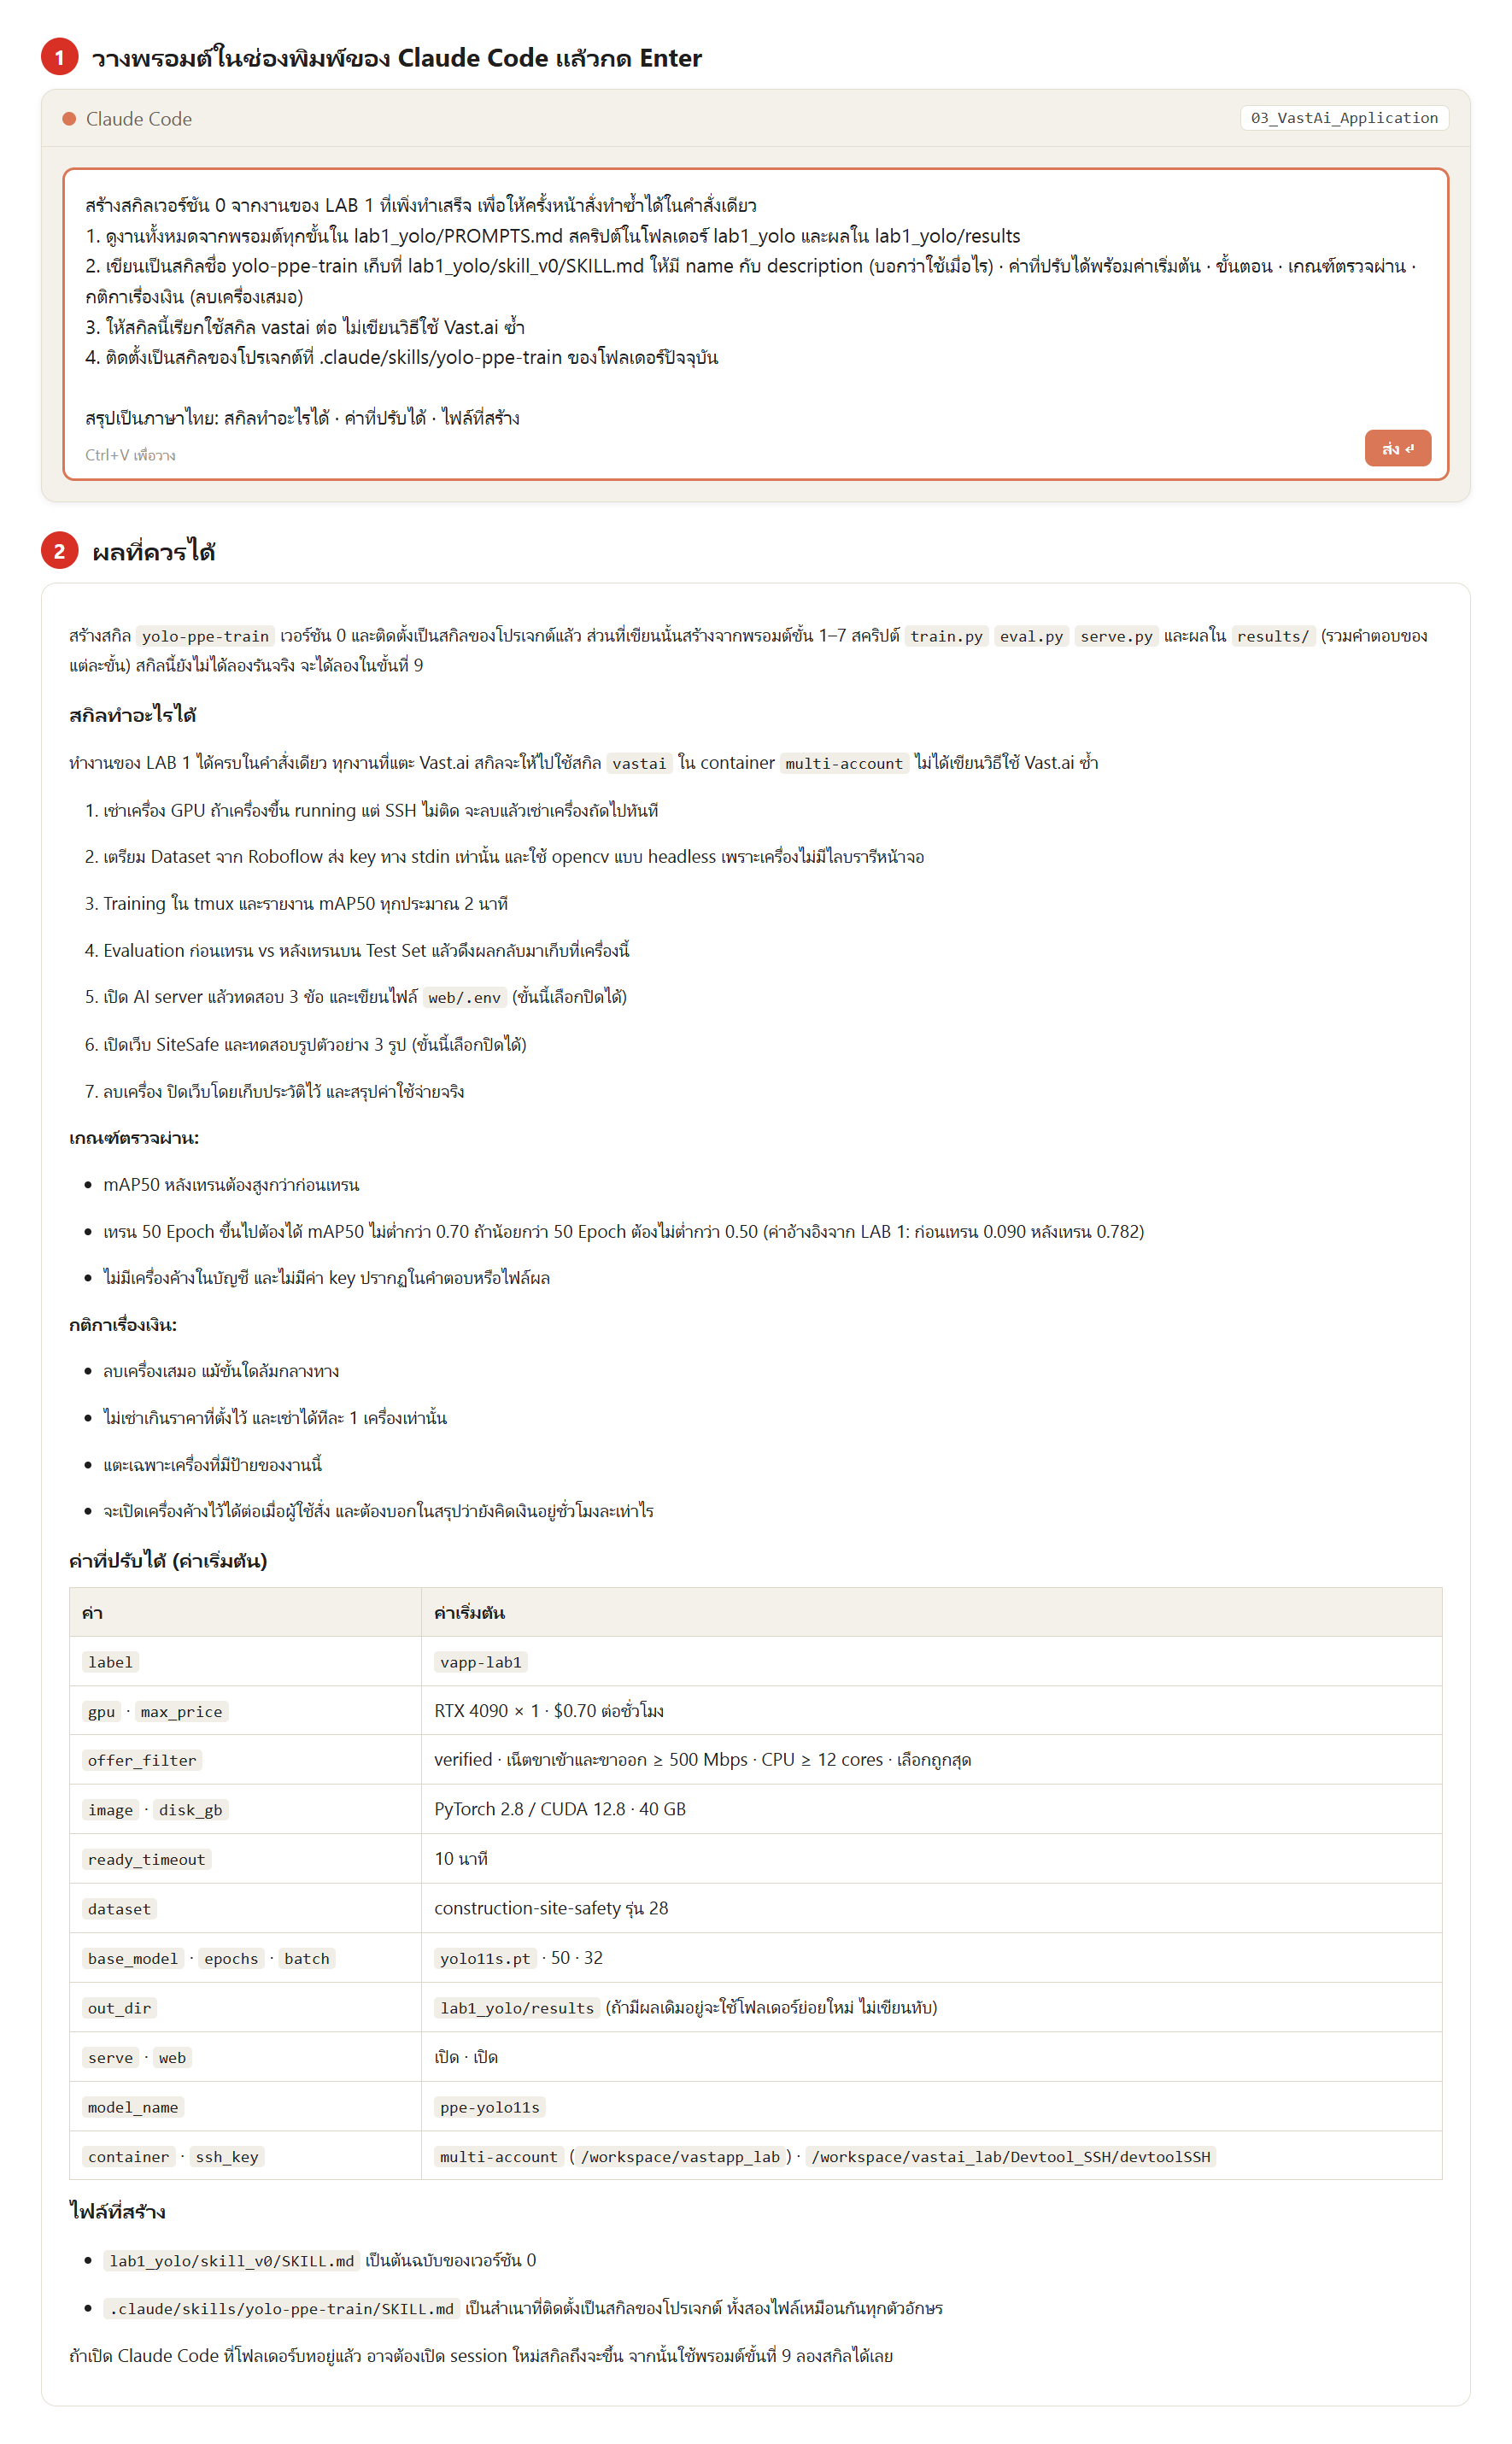 1 วางพรอมต์ในช่องพิมพ์ของ Claude Code แล้วกด Enter
Claude Code
03_VastAi_Application
สร้างสกิลเวอร์ชัน 0 จากงานของ LAB 1 ที่เพิ่งทำเสร็จ เพื่อให้ครั้งหน้าสั่งทำซ้ำได้ในคำสั่งเดียว
1. ดูงานทั้งหมดจากพรอมต์ทุกขั้นใน lab1_yolo/PROMPTS.md สคริปต์ในโฟลเดอร์ lab1_yolo และผลใน lab1_yolo/results
2. เขียนเป็นสกิลชื่อ yolo-ppe-train เก็บที่ lab1_yolo/skill_v0/SKILL.md ให้มี name กับ description (บอกว่าใช้เมื่อไร) · ค่าที่ปรับได้พร้อมค่าเริ่มต้น · ขั้นตอน · เกณฑ์ตรวจผ่าน ·
กติกาเรื่องเงิน (ลบเครื่องเสมอ)
3. ให้สกิลนี้เรียกใช้สกิล vastai ต่อ ไม่เขียนวิธีใช้ Vast.ai ซ้ำ
4. ติดตั้งเป็นสกิลของโปรเจกต์ที่ .claude/skills/yolo-ppe-train ของโฟลเดอร์ปัจจุบัน
สรุปเป็นภาษาไทย: สกิลทำอะไรได้ · ค่าที่ปรับได้ · ไฟล์ที่สร้าง
Ctrl+V เพื่อวาง
ส่ง ↵
2 ผลที่ควรได้
สร้างสกิล yolo-ppe-train เวอร์ชัน 0 และติดตั้งเป็นสกิลของโปรเจกต์แล้ว ส่วนที่เขียนนั้นสร้างจากพรอมต์ขั้น 1–7 สคริปต์ train.py eval.py serve.py และผลใน results/ (รวมคำตอบของ
แต่ละขั้น) สกิลนี้ยังไม่ได้ลองรันจริง จะได้ลองในขั้นที่ 9
สกิลทำอะไรได้
ทำงานของ LAB 1 ได้ครบในคำสั่งเดียว ทุกงานที่แตะ Vast.ai สกิลจะให้ไปใช้สกิล vastai ใน container multi-account ไม่ได้เขียนวิธีใช้ Vast.ai ซ้ำ
1. เช่าเครื่อง GPU ถ้าเครื่องขึ้น running แต่ SSH ไม่ติด จะลบแล้วเช่าเครื่องถัดไปทันที
2. เตรียม Dataset จาก Roboflow ส่ง key ทาง stdin เท่านั้น และใช้ opencv แบบ headless เพราะเครื่องไม่มีไลบรารีหน้าจอ
3. Training ใน tmux และรายงาน mAP50 ทุกประมาณ 2 นาที
4. Evaluation ก่อนเทรน vs หลังเทรนบน Test Set แล้วดึงผลกลับมาเก็บที่เครื่องนี้
5. เปิด AI server แล้วทดสอบ 3 ข้อ และเขียนไฟล์ web/.env (ขั้นนี้เลือกปิดได้)
6. เปิดเว็บ SiteSafe และทดสอบรูปตัวอย่าง 3 รูป (ขั้นนี้เลือกปิดได้)
7. ลบเครื่อง ปิดเว็บโดยเก็บประวัติไว้ และสรุปค่าใช้จ่ายจริง
เกณฑ์ตรวจผ่าน:
• mAP50 หลังเทรนต้องสูงกว่าก่อนเทรน
• เทรน 50 Epoch ขึ้นไปต้องได้ mAP50 ไม่ต่ำกว่า 0.70 ถ้าน้อยกว่า 50 Epoch ต้องไม่ต่ำกว่า 0.50 (ค่าอ้างอิงจาก LAB 1: ก่อนเทรน 0.090 หลังเทรน 0.782)
• ไม่มีเครื่องค้างในบัญชี และไม่มีค่า key ปรากฏในคำตอบหรือไฟล์ผล
กติกาเรื่องเงิน:
• ลบเครื่องเสมอ แม้ขั้นใดล้มกลางทาง
• ไม่เช่าเกินราคาที่ตั้งไว้ และเช่าได้ทีละ 1 เครื่องเท่านั้น
• แตะเฉพาะเครื่องที่มีป้ายของงานนี้
• จะเปิดเครื่องค้างไว้ได้ต่อเมื่อผู้ใช้สั่ง และต้องบอกในสรุปว่ายังคิดเงินอยู่ชั่วโมงละเท่าไร
ค่าที่ปรับได้ (ค่าเริ่มต้น)
ค่า ค่าเริ่มต้น
label vapp-lab1
gpu · max_price RTX 4090 × 1 · $0.70 ต่อชั่วโมง
offer_filter verified · เน็ตขาเข้าและขาออก ≥ 500 Mbps · CPU ≥ 12 cores · เลือกถูกสุด
image · disk_gb PyTorch 2.8 / CUDA 12.8 · 40 GB
ready_timeout 10 นาที
dataset construction-site-safety รุ่น 28
base_model · epochs · batch yolo11s.pt · 50 · 32
out_dir lab1_yolo/results (ถ้ามีผลเดิมอยู่จะใช้โฟลเดอร์ย่อยใหม่ ไม่เขียนทับ)
serve · web เปิด · เปิด
model_name ppe-yolo11s
container · ssh_key multi-account (/workspace/vastapp_lab) · /workspace/vastai_lab/Devtool_SSH/devtoolSSH
ไฟล์ที่สร้าง
• lab1_yolo/skill_v0/SKILL.md เป็นต้นฉบับของเวอร์ชัน 0
• .claude/skills/yolo-ppe-train/SKILL.md เป็นสำเนาที่ติดตั้งเป็นสกิลของโปรเจกต์ ทั้งสองไฟล์เหมือนกันทุกตัวอักษร
ถ้าเปิด Claude Code ที่โฟลเดอร์บทอยู่แล้ว อาจต้องเปิด session ใหม่สกิลถึงจะขึ้น จากนั้นใช้พรอมต์ขั้นที่ 9 ลองสกิลได้เลย